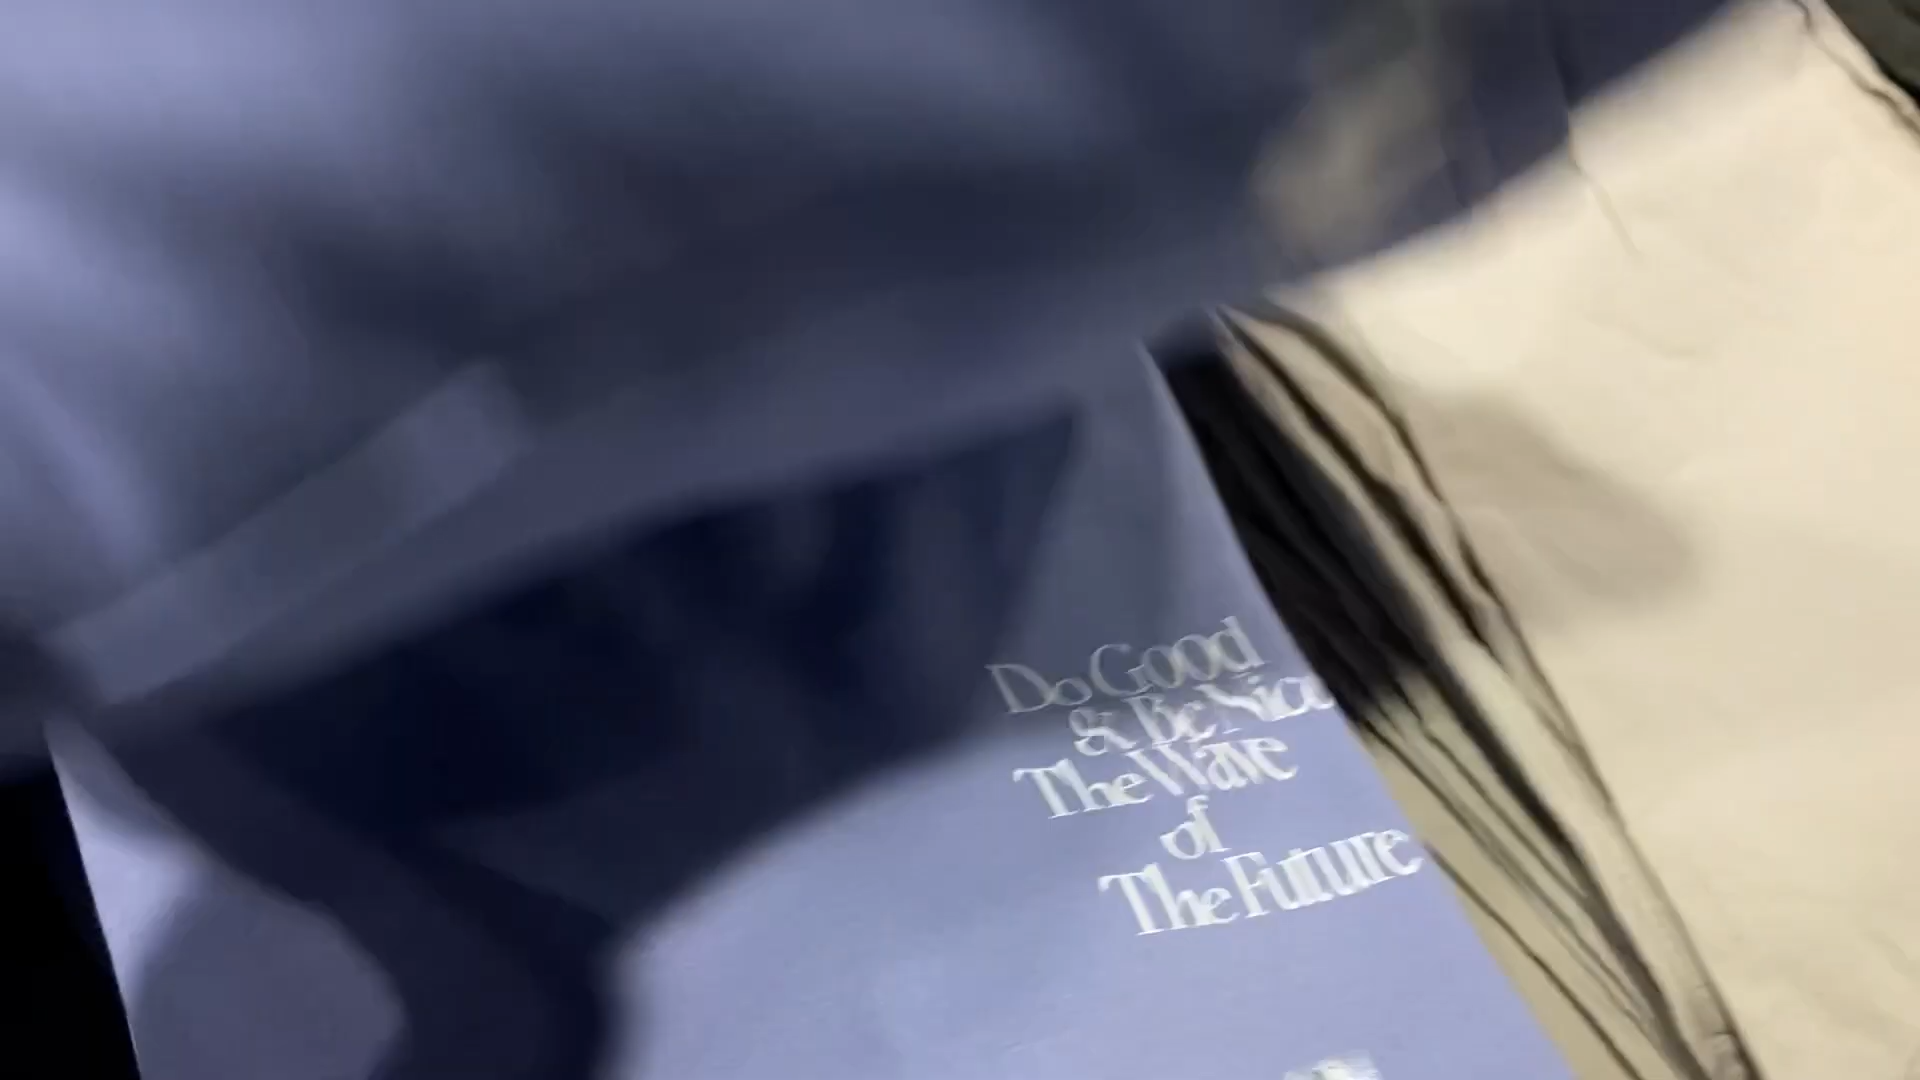 Do Good
& Be Nice
The Wave
of
The Future